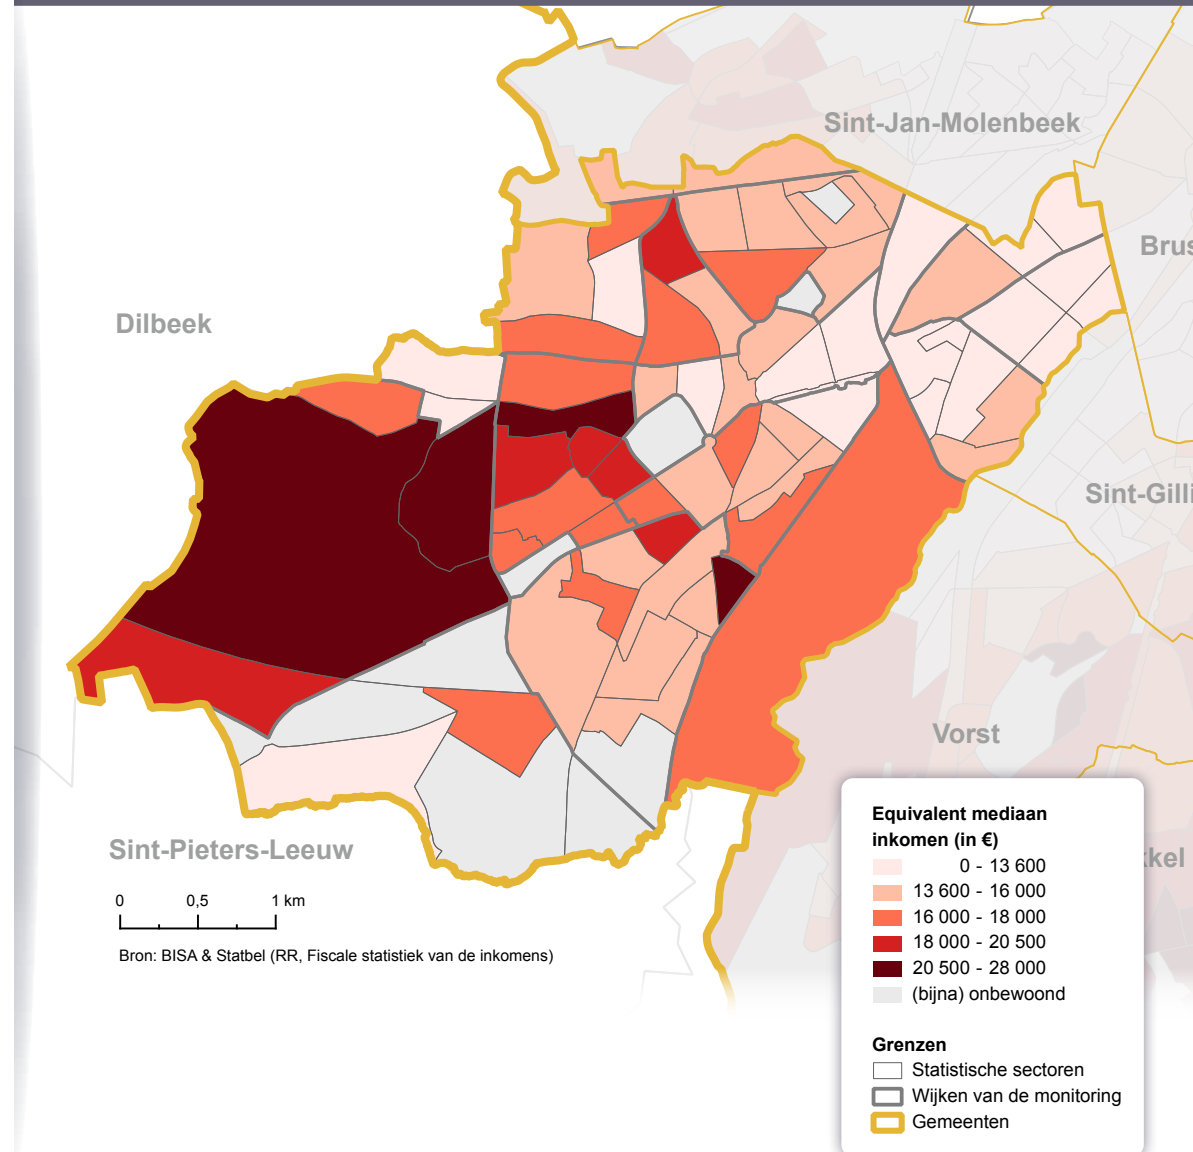 Sint-Jan-Molenbeek
Brus
Dilbeek
Sint-Gilli
Vorst
kkel
Sint-Pieters-Leeuw
0 0,5 1 km
Bron: BISA & Statbel (RR, Fiscale statistiek van de inkomens)
Equivalent mediaan
inkomen (in €)
0 - 13 600
13 600 - 16 000
16 000 - 18 000
18 000 - 20 500
20 500 - 28 000
(bijna) onbewoond
Grenzen
Statistische sectoren
Wijken van de monitoring
Gemeenten